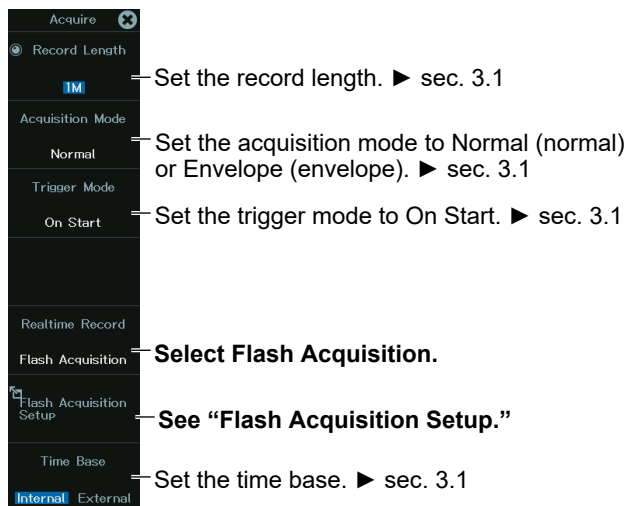 Acquire
Record Length
1M
Set the record length. ► sec. 3.1
Acquisition Mode
Normal
Set the acquisition mode to Normal (normal)
or Envelope (envelope). ► sec. 3.1
Trigger Mode
On Start
Set the trigger mode to On Start. ► sec. 3.1
Realtime Record
Flash Acquisition
Select Flash Acquisition.
Flash Acquisition
Setup
See “Flash Acquisition Setup.”
Time Base
Internal External
Set the time base. ► sec. 3.1